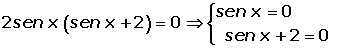 2sen x (sen x + 2) = 0 ⇒ { sen x = 0
sen x + 2 = 0